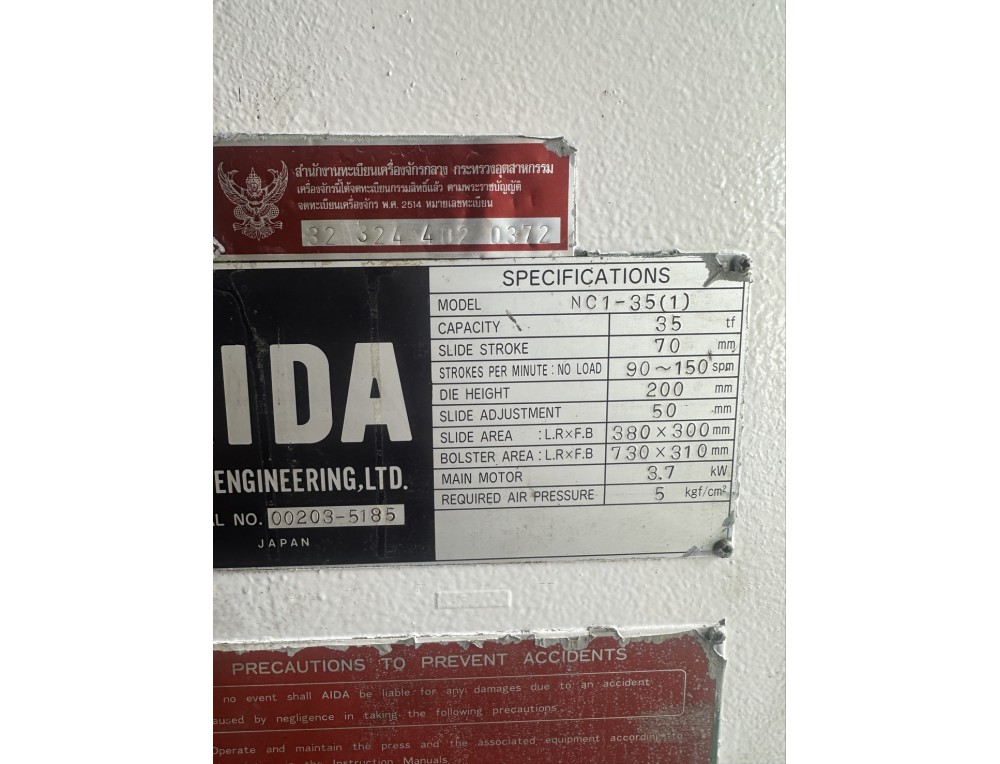 สำนักงานทะเบียนเครื่องจักรกลาง กระทรวงอุตสาหกรรม
เครื่องจักรนี้ได้จดทะเบียนกรรมสิทธิ์แล้ว ตามพระราชบัญญัติ
จดทะเบียนเครื่องจักร พ.ศ. 2514 หมายเลขทะเบียน
32 324 402 0372
IDA
ENGINEERING,LTD.
L NO. 00203-5185
JAPAN
SPECIFICATIONS
MODEL NC1-35(1)
CAPACITY 35 tf
SLIDE STROKE 70 mm
STROKES PER MINUTE : NO LOAD 90~150 spm
DIE HEIGHT 200 mm
SLIDE ADJUSTMENT 50 mm
SLIDE AREA : L.R×F.B 380×300 mm
BOLSTER AREA : L.R×F.B 730×310 mm
MAIN MOTOR 3.7 kW
REQUIRED AIR PRESSURE 5 kgf/cm²
PRECAUTIONS TO PREVENT ACCIDENTS
no event shall AIDA be liable for any damages due to an accident
aused by negligence in taking the following precautions
Operate and maintain the press and the associated equipment according to
the Instruction Manuals